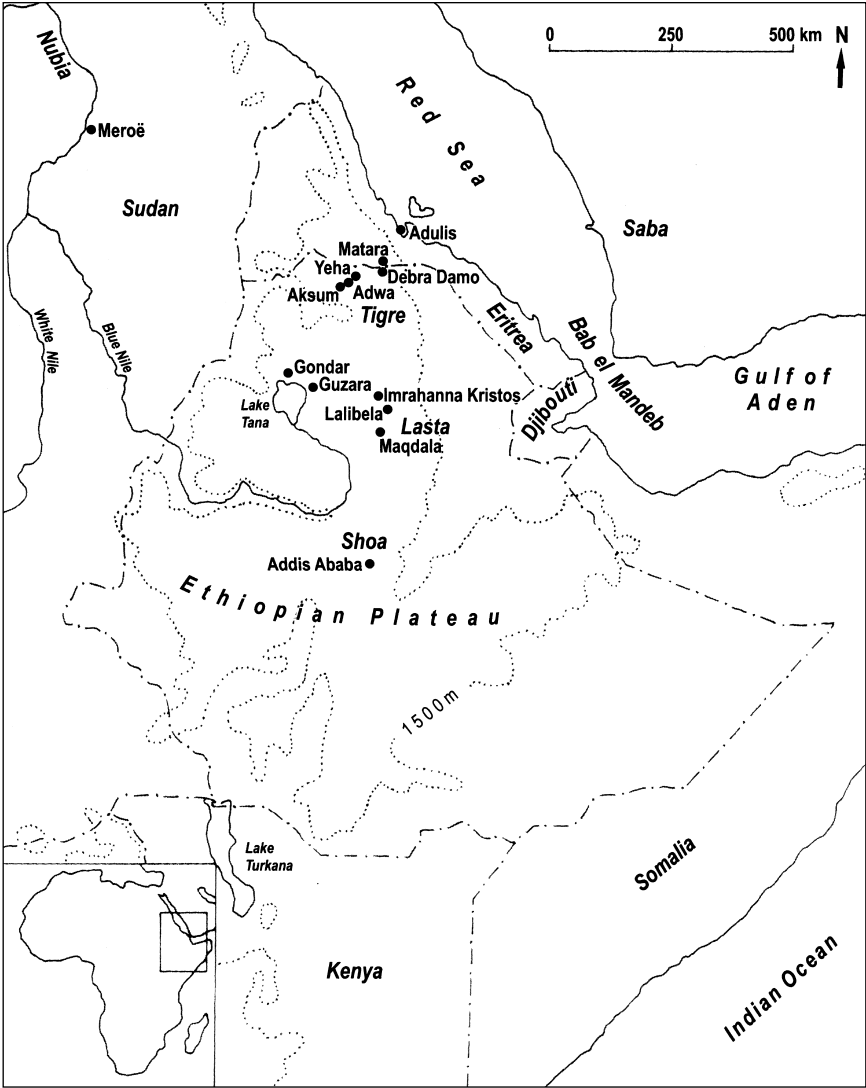 0 250 500 km N
Nubia
Red Sea
Meroë
Sudan
Saba
Adulis
Matara
Yeha
Debra Damo
Aksum
Adwa
Tigre
Eritrea
White Nile
Blue Nile
Bab el Mandeb
Gondar
Guzara
Imrahanna Kristos
Lake
Tana
Lalibela
Lasta
Maqdala
Djibouti
Gulf of
Aden
Shoa
Addis Ababa
Ethiopian Plateau
1500m
Lake
Turkana
Somalia
Kenya
Indian Ocean